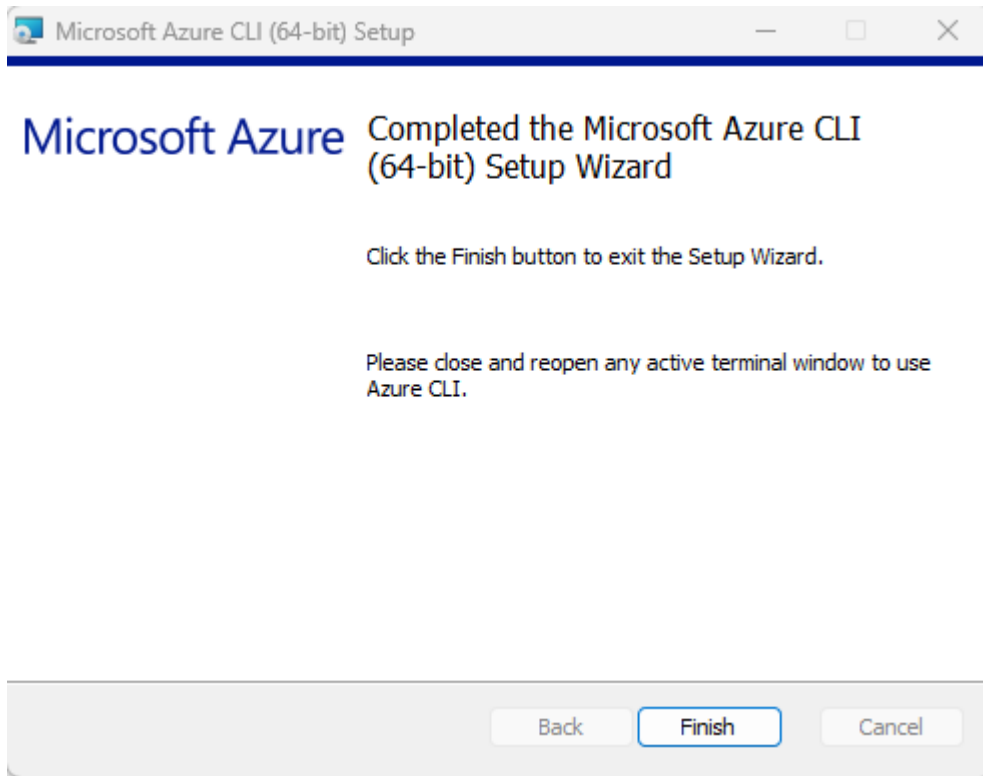 Microsoft Azure CLI (64-bit) Setup
Microsoft Azure
Completed the Microsoft Azure CLI
(64-bit) Setup Wizard
Click the Finish button to exit the Setup Wizard.
Please close and reopen any active terminal window to use
Azure CLI.
Back
Finish
Cancel